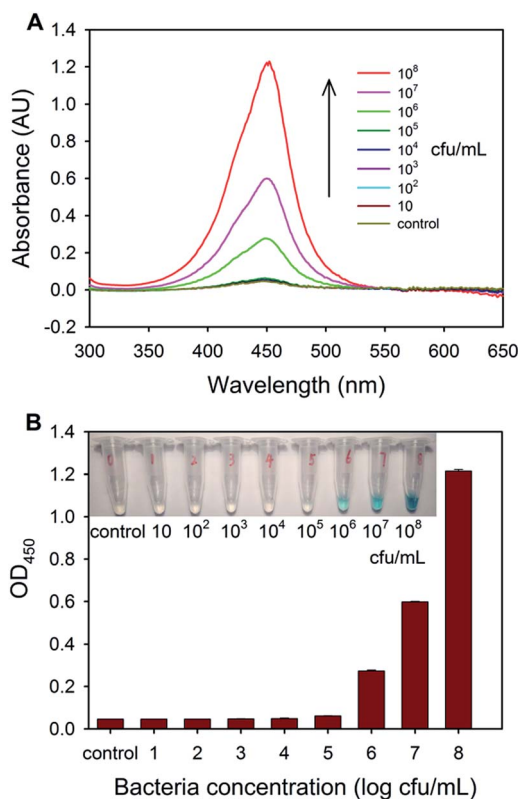 A
1.4
1.2
1.0
0.8
0.6
0.4
0.2
0.0
-0.2
Absorbance (AU)
10⁸
10⁷
10⁶
10⁵
10⁴
10³
10²
10
control
cfu/mL
300 350 400 450 500 550 600 650
Wavelength (nm)
B
1.4
1.2
1.0
0.8
0.6
0.4
0.2
0.0
OD₄₅₀
0 1 2 3 4 5 6 7 8
control 10 10² 10³ 10⁴ 10⁵ 10⁶ 10⁷ 10⁸
cfu/mL
control 1 2 3 4 5 6 7 8
Bacteria concentration (log cfu/mL)